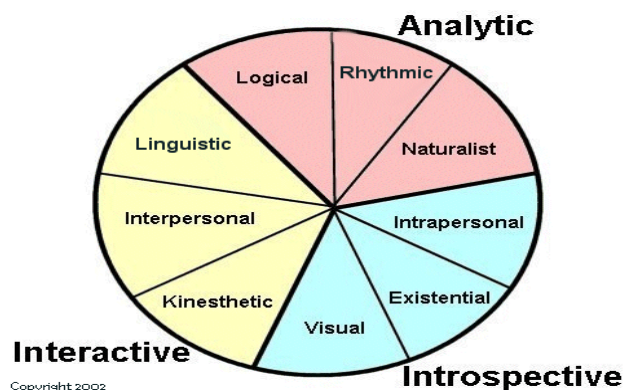 Analytic
Logical
Rhythmic
Linguistic
Naturalist
Interpersonal
Intrapersonal
Kinesthetic
Existential
Visual
Interactive
Introspective
Copyright 2002